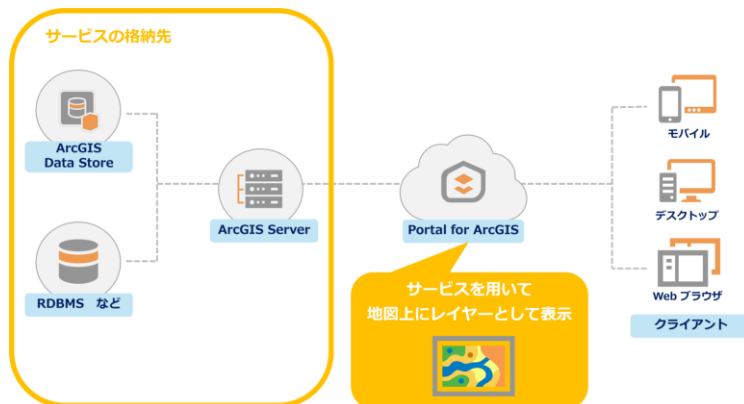 サービスの格納先
ArcGIS
Data Store
RDBMS など
ArcGIS Server
Portal for ArcGIS
サービスを用いて
地図上にレイヤーとして表示
モバイル
デスクトップ
Web ブラウザ
クライアント